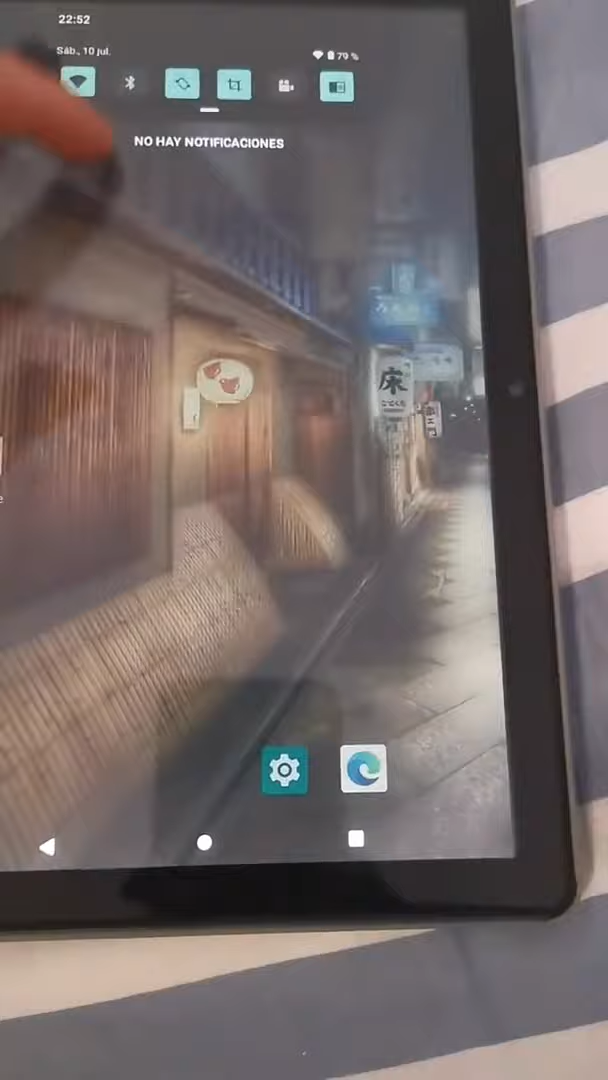 22:52
Sáb., 10 jul.
79 %
NO HAY NOTIFICACIONES
床
e